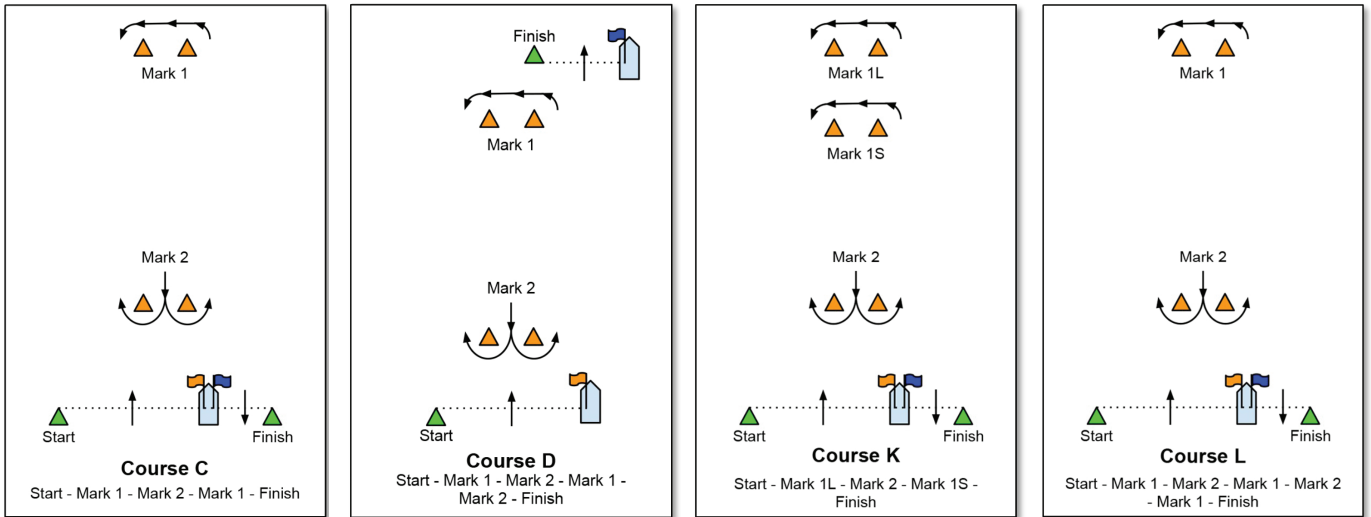 Mark 1
Mark 2
Start
Finish
Course C
Start - Mark 1 - Mark 2 - Mark 1 - Finish
Finish
Mark 1
Mark 2
Start
Course D
Start - Mark 1 - Mark 2 - Mark 1 -
Mark 2 - Finish
Mark 1L
Mark 1S
Mark 2
Start
Finish
Course K
Start - Mark 1L - Mark 2 - Mark 1S -
Finish
Mark 1
Mark 2
Start
Finish
Course L
Start - Mark 1 - Mark 2 - Mark 1 - Mark 2
- Mark 1 - Finish